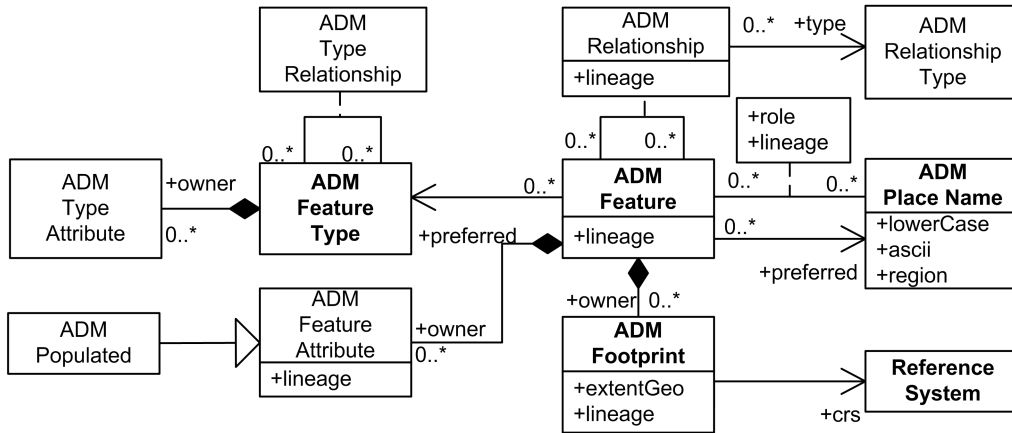 ADM
Type
Relationship
ADM
Relationship
+lineage
0..*
+type
ADM
Relationship
Type
+role
+lineage
0..*
0..*
0..*
0..*
ADM
Type
Attribute
+owner
0..*
ADM
Feature
Type
0..*
+preferred
ADM
Feature
+lineage
0..*
0..*
0..*
+preferred
ADM
Place Name
+lowerCase
+ascii
+region
ADM
Populated
ADM
Feature
Attribute
+lineage
+owner
0..*
+owner
0..*
ADM
Footprint
+extentGeo
+lineage
+crs
Reference
System